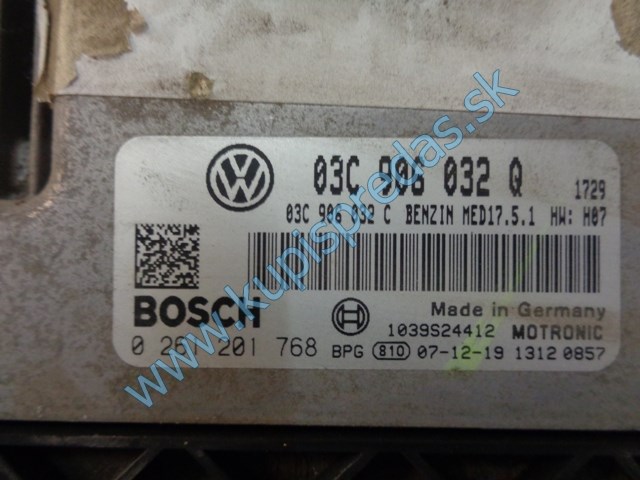 03C 906 032 Q 1729
03C 906 032 C BENZIN MED17.5.1 HW: H07
BOSCH
Made in Germany
1039S24412 MOTRONIC
0 261 201 768 BPG 810 07-12-19 1312 0857
www.kupispredas.sk